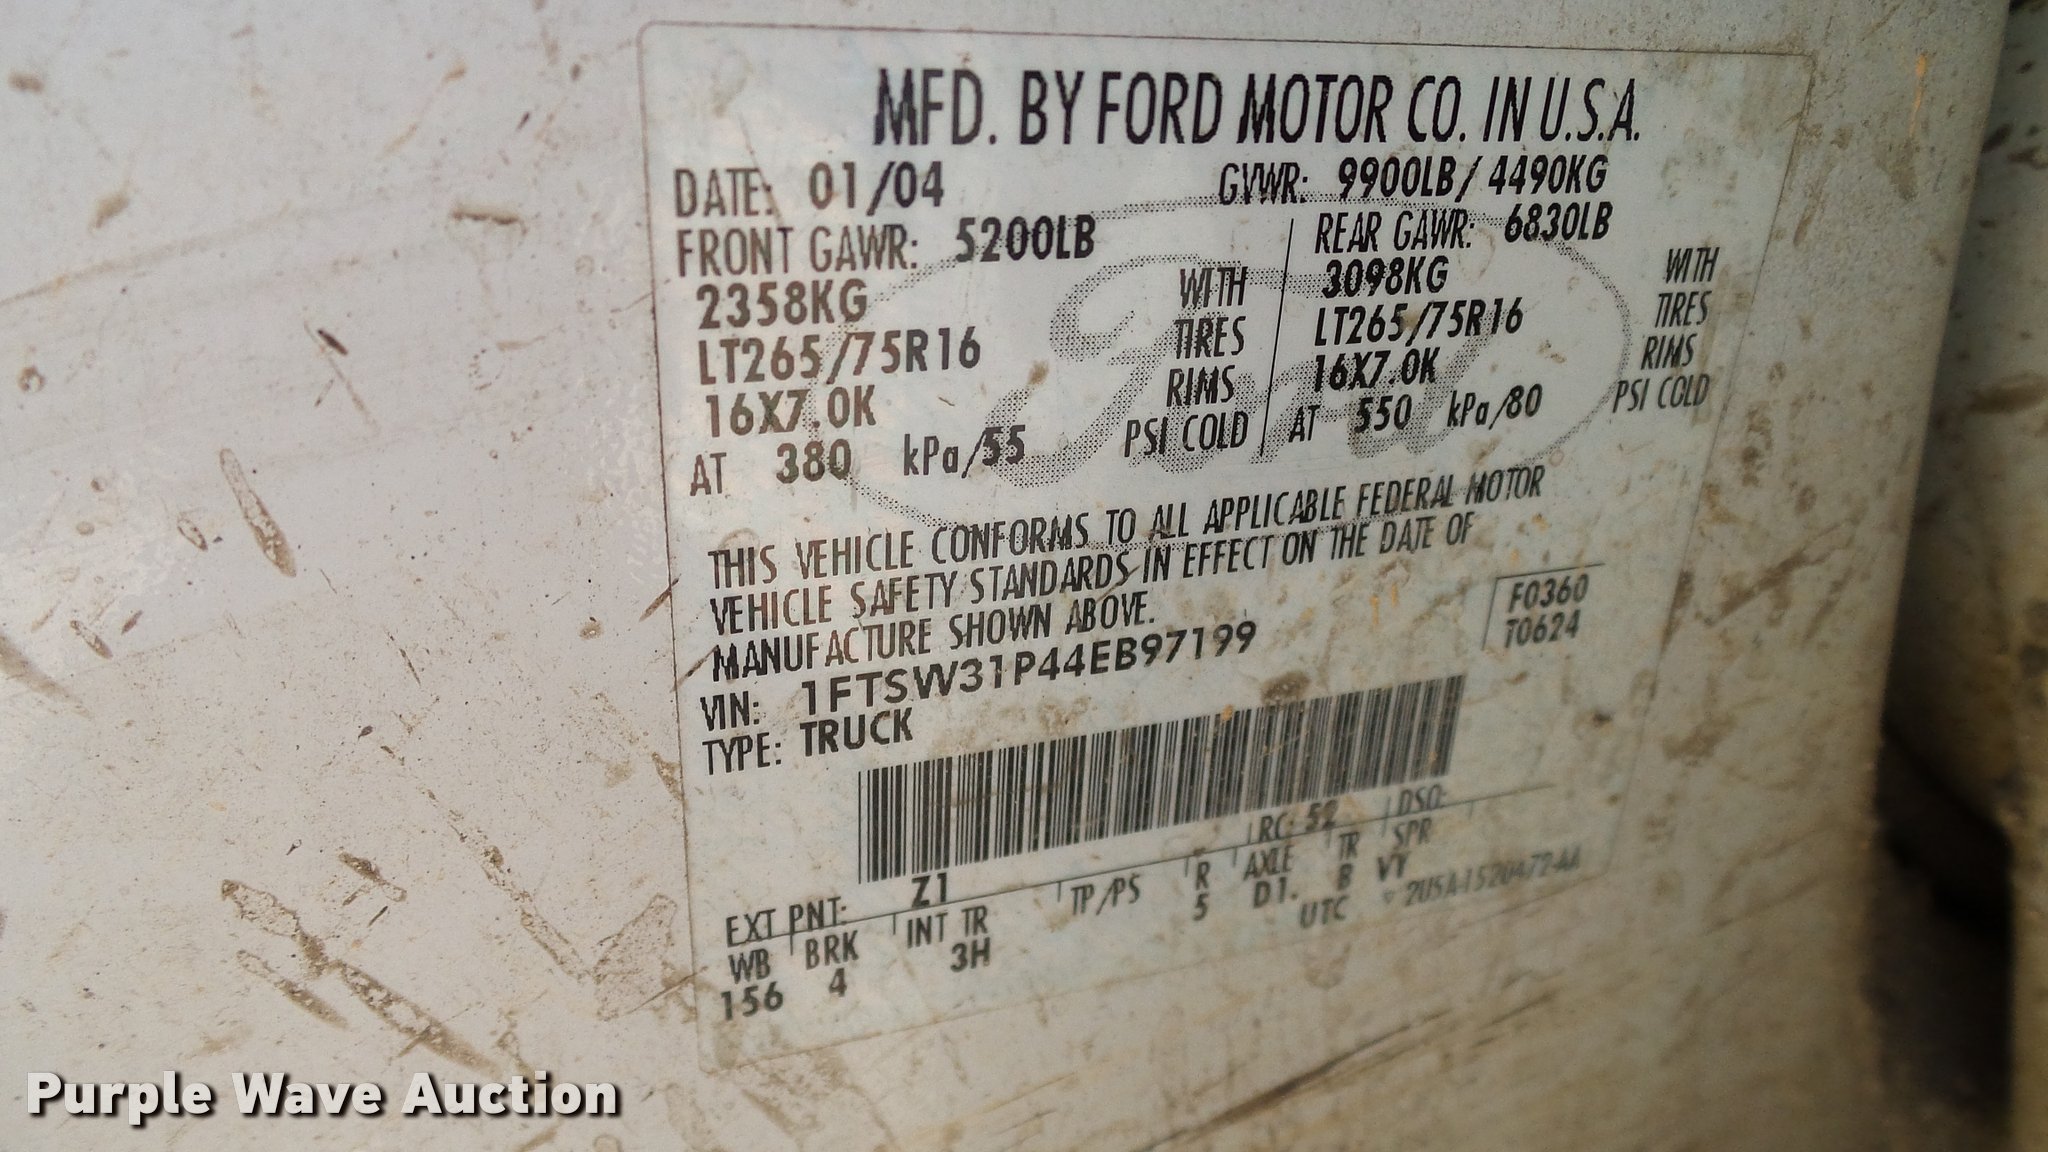 MFD. BY FORD MOTOR CO. IN U.S.A.
DATE: 01/04 GVWR: 9900LB/ 4490KG
FRONT GAWR: 5200LB REAR GAWR: 6830LB
2358KG WITH 3098KG WITH
LT265/75R16 TIRES LT265/75R16 TIRES
16X7.0K RIMS 16X7.0K RIMS
AT 380 kPa/55 PSI COLD AT 550 kPa/80 PSI COLD
Ford
THIS VEHICLE CONFORMS TO ALL APPLICABLE FEDERAL MOTOR
VEHICLE SAFETY STANDARDS IN EFFECT ON THE DATE OF
MANUFACTURE SHOWN ABOVE.
F0360
T0624
VIN: 1FTSW31P44EB97199
TYPE: TRUCK
EXT PNT: Z1 RC: 52 DSO:
WB BRK INT TR TP/PS R AXLE TR SPR
156 4 3H 5 D1. B VY
UTC
Purple Wave Auction